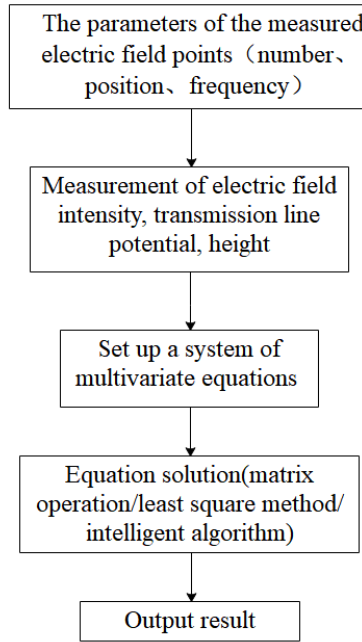 The parameters of the measured
electric field points（number、
position、frequency）
Measurement of electric field
intensity, transmission line
potential, height
Set up a system of
multivariate equations
Equation solution(matrix
operation/least square method/
intelligent algorithm)
Output result